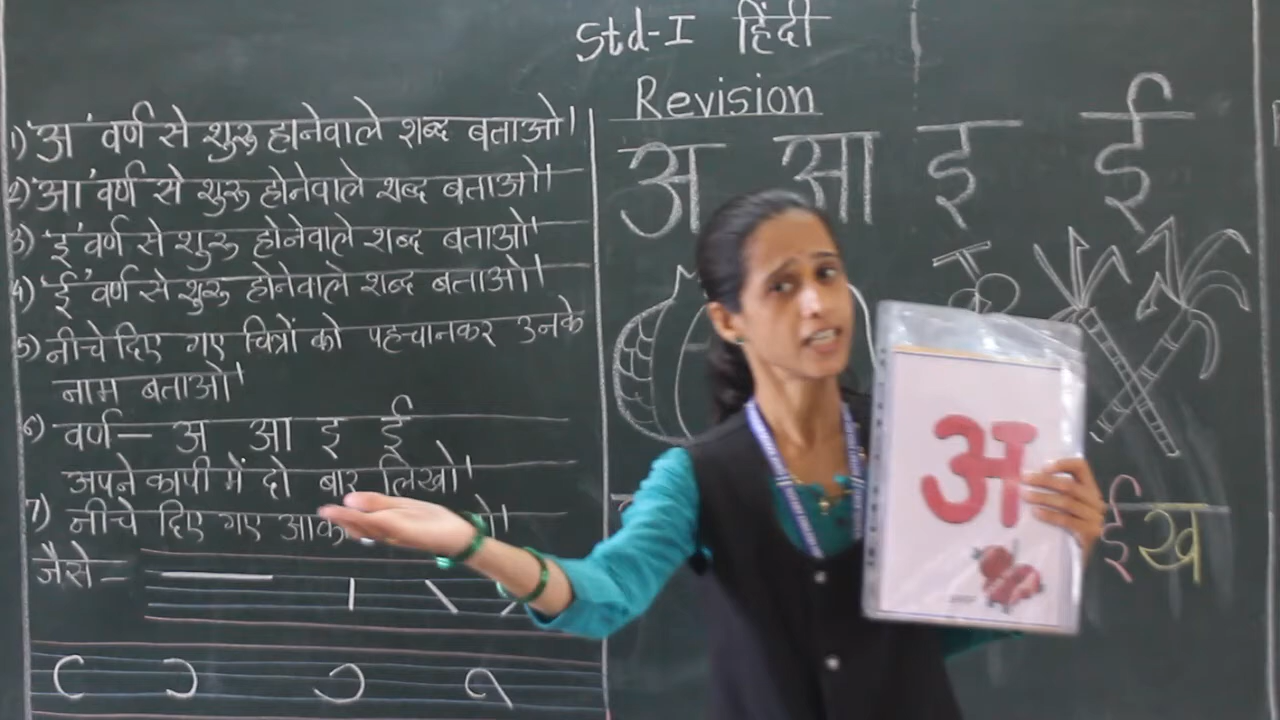 Std-I हिंदी
Revision
1) 'अ' वर्ण से शुरू होनेवाले शब्द बताओ।
2) 'आ' वर्ण से शुरू होनेवाले शब्द बताओ।
3) 'इ' वर्ण से शुरू होनेवाले शब्द बताओ।
4) 'ई' वर्ण से शुरू होनेवाले शब्द बताओ।
5) नीचे दिए गए चित्रों को पहचानकर उनके
नाम बताओ।
6) वर्ण- अ आ इ ई
अपने कापी में दो बार लिखो।
7) नीचे दिए गए
जैसे-
अ आ इ ई
अ
ईख